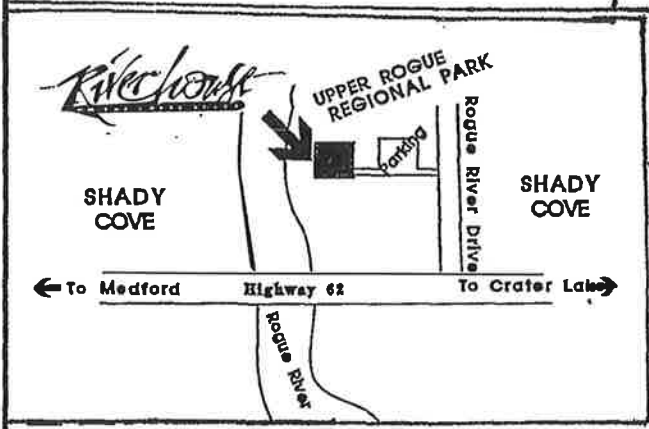 Riverhouse
UPPER ROGUE
REGIONAL PARK
Parking
Rogue River Drive
SHADY
COVE
SHADY
COVE
To Medford
Highway 62
To Crater Lake
Rogue River